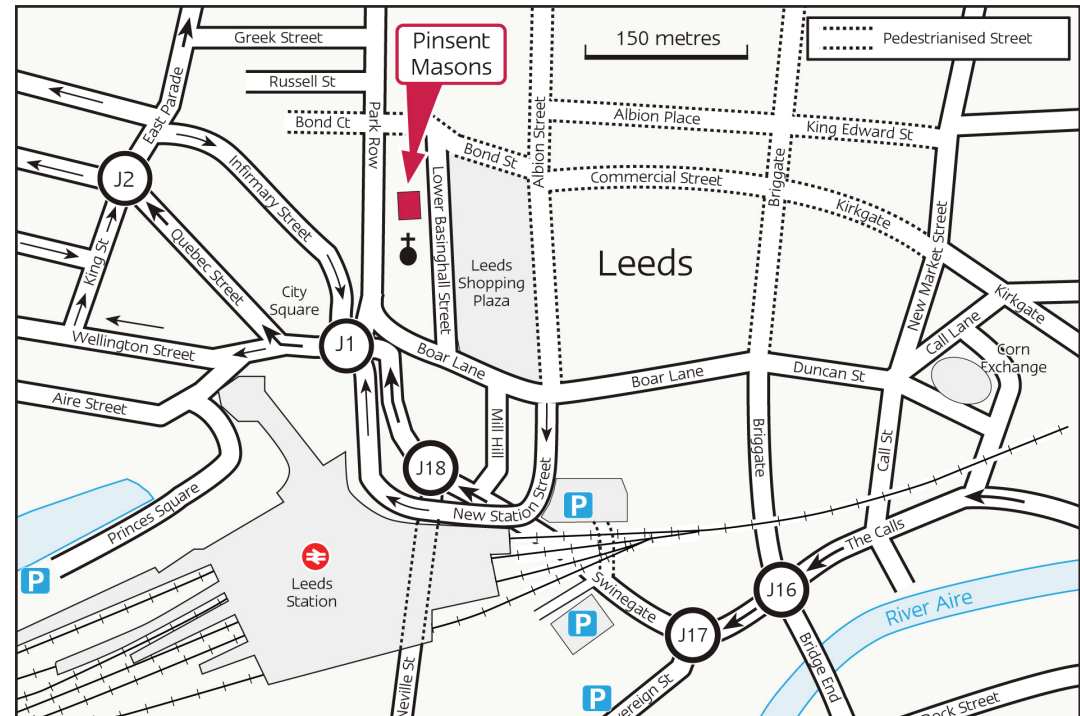 Greek Street
Pinsent
Masons
150 metres
Pedestrianised Street
Russell St
East Parade
Park Row
Bond Ct
Albion Street
Albion Place
King Edward St
Bond St
Briggate
Commercial Street
Infirmary Street
J2
Lower Basinghall Street
Kirkgate
Quebec Street
King St
Leeds
Shopping
Plaza
Leeds
New Market Street
City
Square
Kirkgate
Wellington Street
J1
Boar Lane
Call Lane
Corn
Exchange
Boar Lane
Duncan St
Aire Street
Mill Hill
Briggate
Call St
J18
New Station Street
P
Princes Square
The Calls
P
Leeds
Station
Swinegate
J16
River Aire
P
J17
Bridge End
Neville St
P
vereign St
ock Street